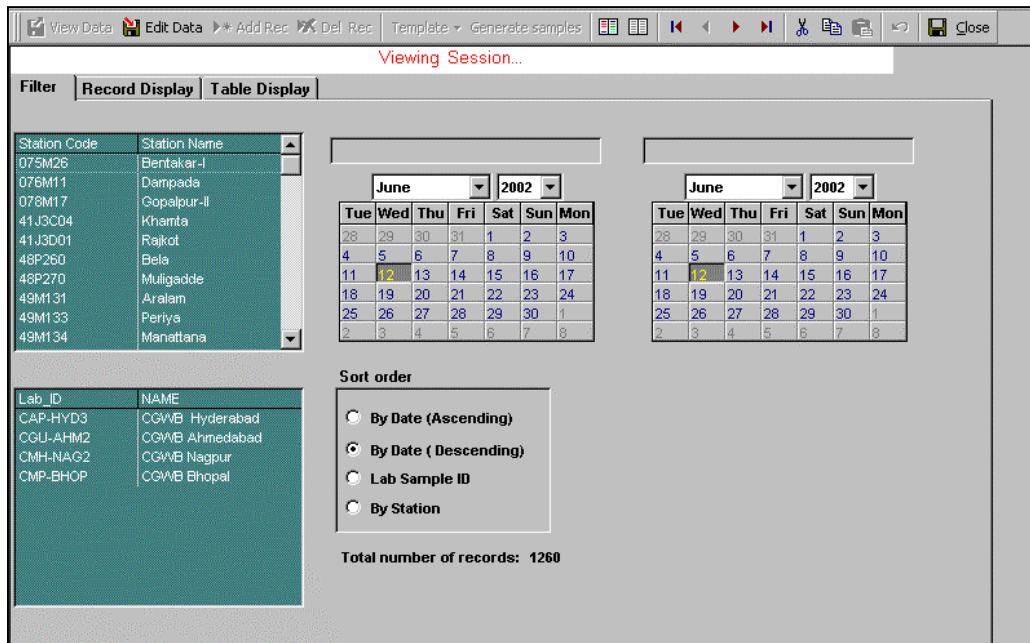 View Data Edit Data Add Rec Del Rec Template Generate samples Close
Viewing Session...
Filter Record Display Table Display
Station Code Station Name
075M26 Bentakar-I
076M11 Dampada
078M17 Gopalpur-II
41J3C04 Khamta
41J3D01 Rajkot
48P260 Bela
48P270 Muligadde
49M131 Aralam
49M133 Periya
49M134 Manattana
June 2002
Tue Wed Thu Fri Sat Sun Mon
28 29 30 31 1 2 3
4 5 6 7 8 9 10
11 12 13 14 15 16 17
18 19 20 21 22 23 24
25 26 27 28 29 30 1
2 3 4 5 6 7 8
June 2002
Tue Wed Thu Fri Sat Sun Mon
28 29 30 31 1 2 3
4 5 6 7 8 9 10
11 12 13 14 15 16 17
18 19 20 21 22 23 24
25 26 27 28 29 30 1
2 3 4 5 6 7 8
Lab_ID NAME
CAP-HYD3 CGWB Hyderabad
CGU-AHM2 CGWB Ahmedabad
CMH-NAG2 CGWB Nagpur
CMP-BHOP CGWB Bhopal
Sort order
By Date (Ascending)
By Date ( Descending)
Lab Sample ID
By Station
Total number of records: 1260